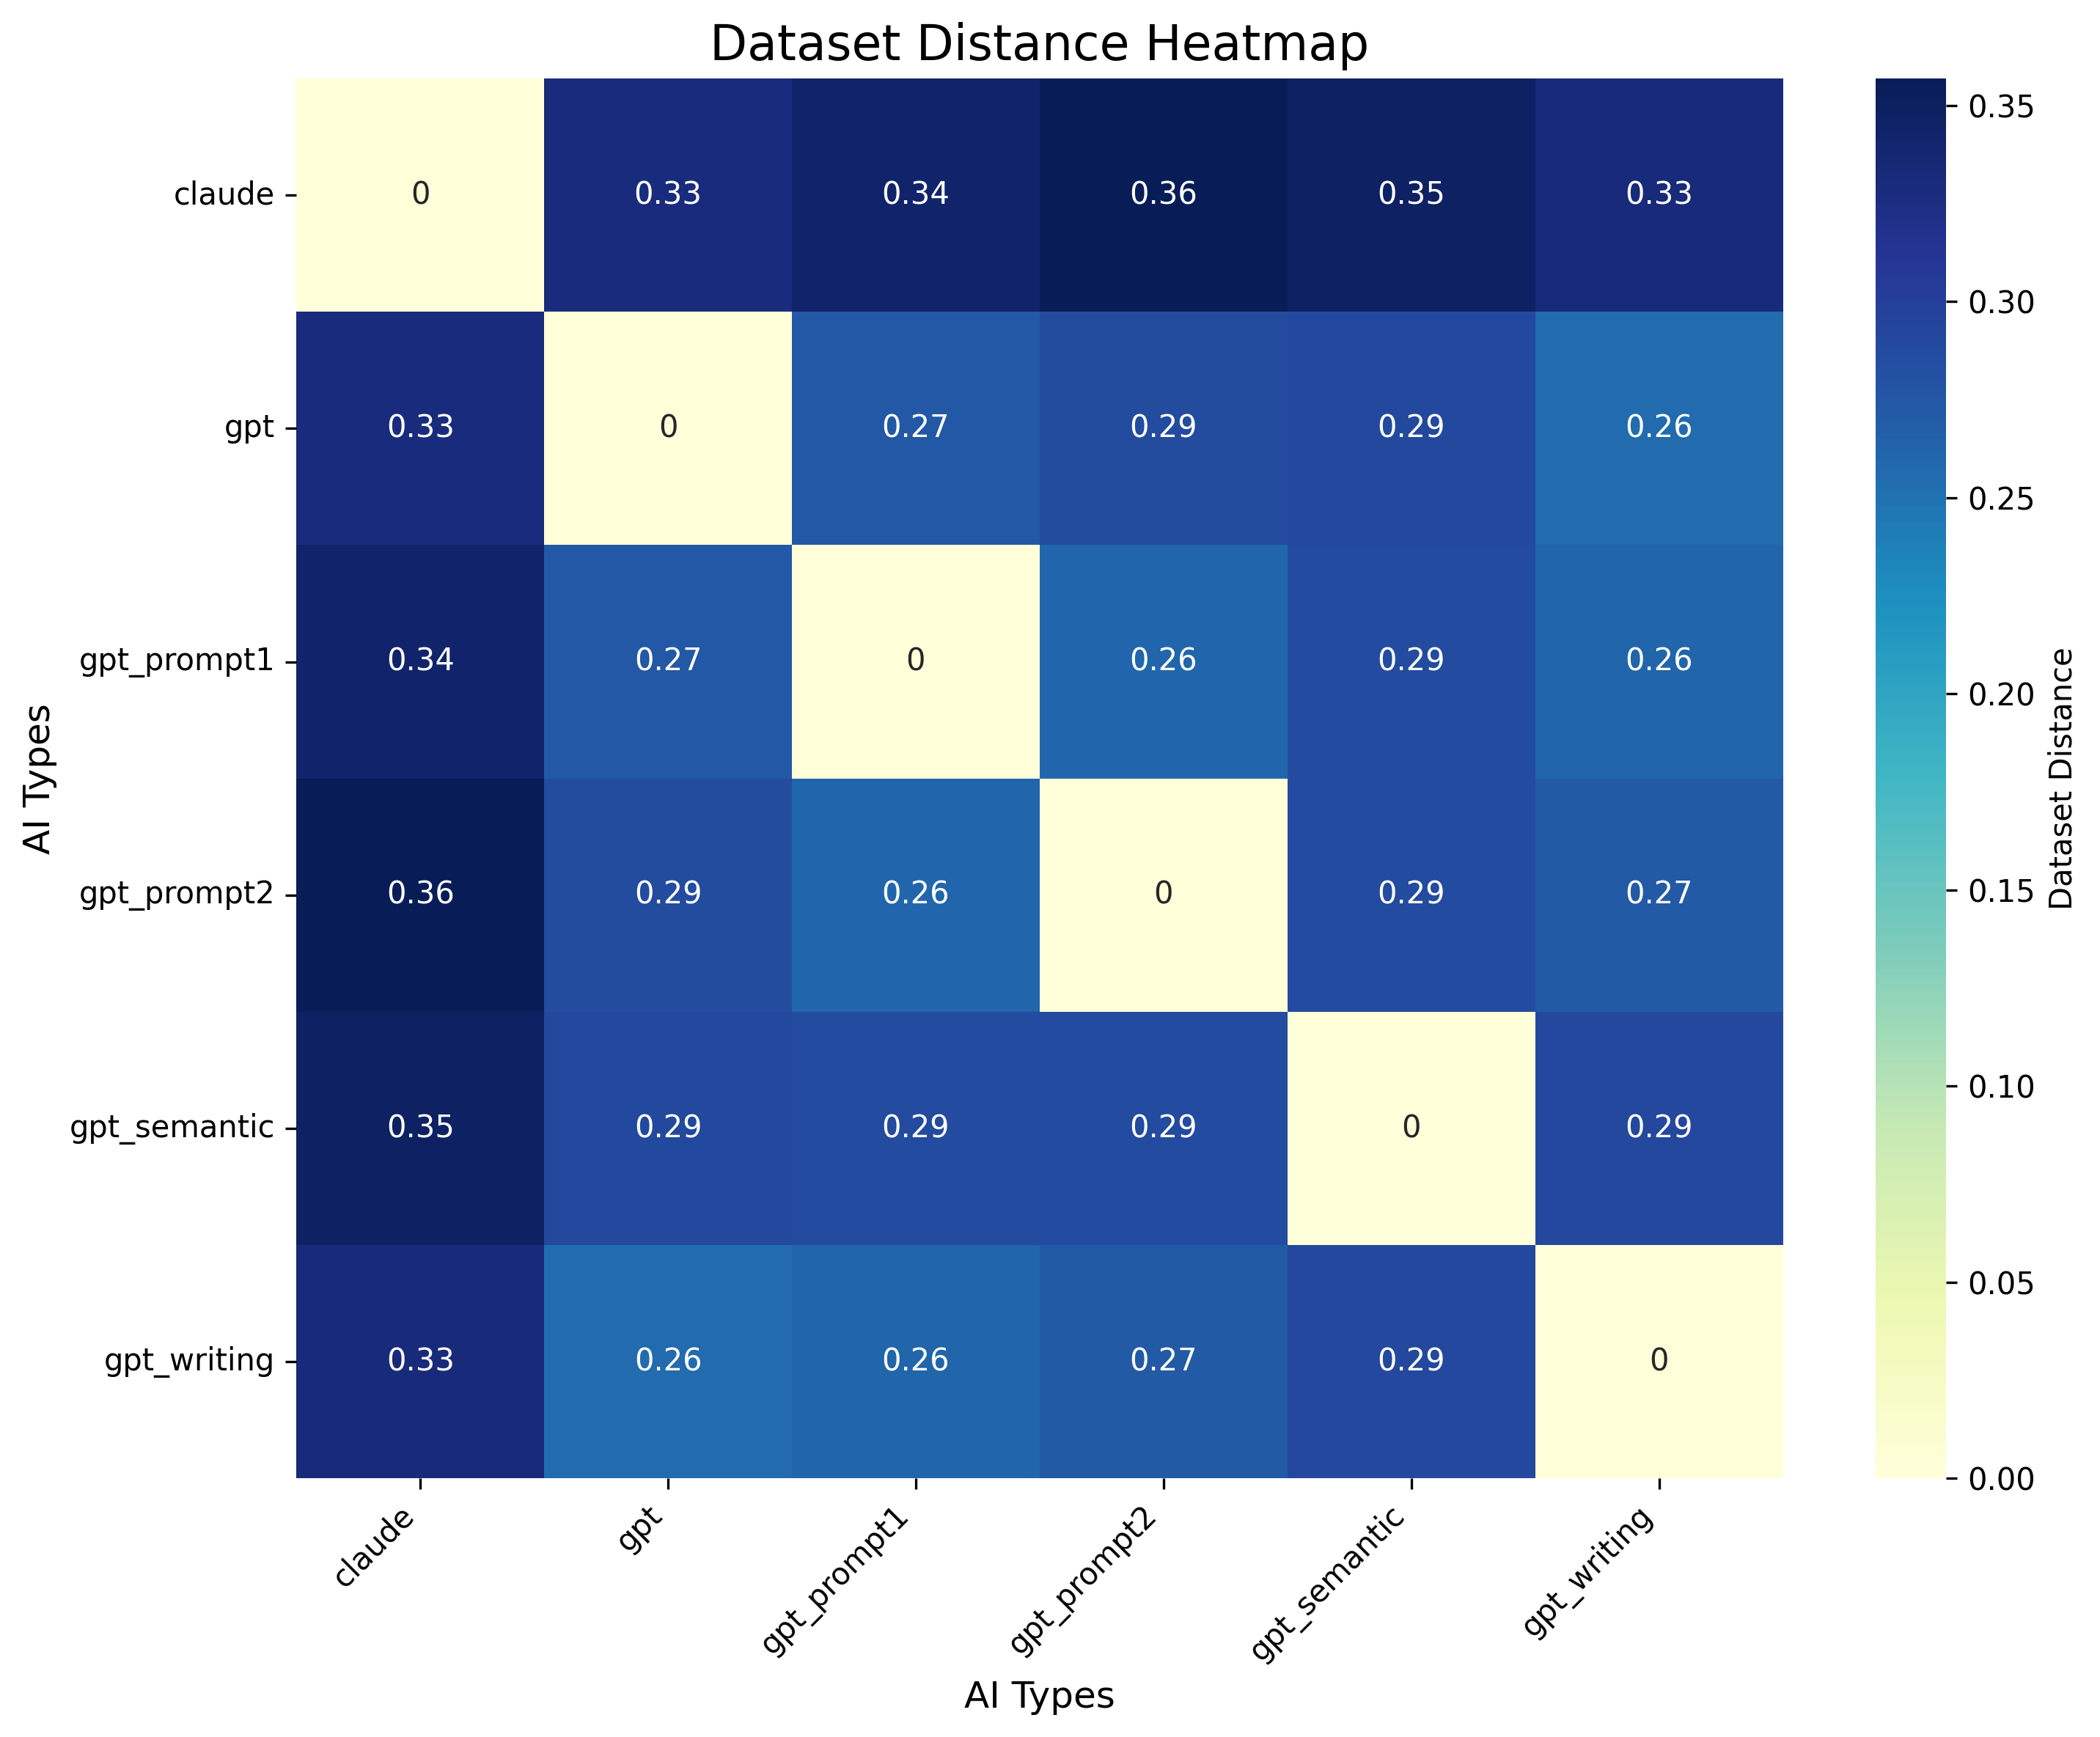 Dataset Distance Heatmap
claude 0 0.33 0.34 0.36 0.35 0.33
gpt 0.33 0 0.27 0.29 0.29 0.26
gpt_prompt1 0.34 0.27 0 0.26 0.29 0.26
gpt_prompt2 0.36 0.29 0.26 0 0.29 0.27
gpt_semantic 0.35 0.29 0.29 0.29 0 0.29
gpt_writing 0.33 0.26 0.26 0.27 0.29 0
claude gpt gpt_prompt1 gpt_prompt2 gpt_semantic gpt_writing
AI Types
AI Types
0.35
0.30
0.25
0.20
0.15
0.10
0.05
0.00
Dataset Distance